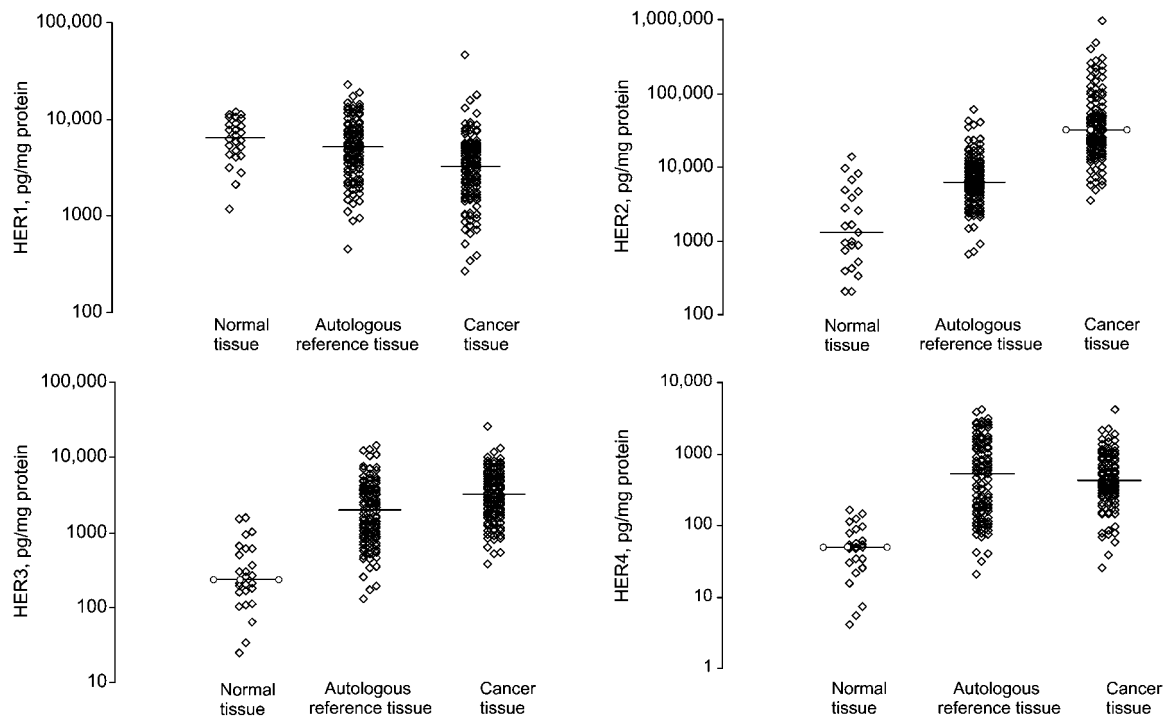 100,000
10,000
1000
100
HER1, pg/mg protein
Normal
tissue
Autologous
reference tissue
Cancer
tissue
1,000,000
100,000
10,000
1000
100
HER2, pg/mg protein
Normal
tissue
Autologous
reference tissue
Cancer
tissue
100,000
10,000
1000
100
10
HER3, pg/mg protein
Normal
tissue
Autologous
reference tissue
Cancer
tissue
10,000
1000
100
10
1
HER4, pg/mg protein
Normal
tissue
Autologous
reference tissue
Cancer
tissue